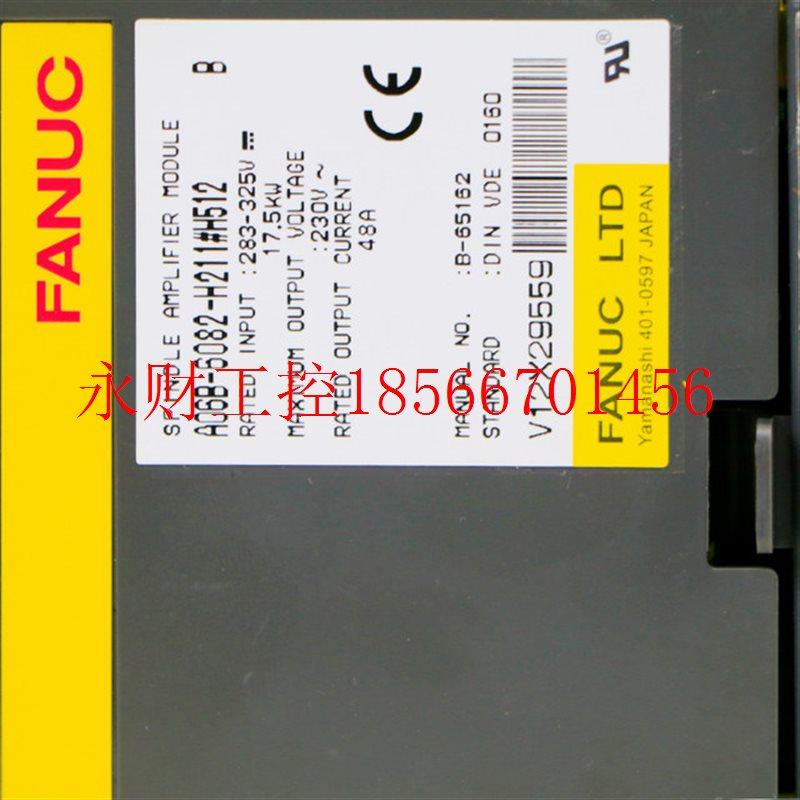 FANUC
SPINDLE AMPLIFIER MODULE
A06B-6082-H211#H512 B
RATED INPUT :283-325V ⎓
17.5KW
MAXIMUM OUTPUT VOLTAGE
:230V ~
RATED OUTPUT CURRENT
48A
MANUAL NO. :B-65162
STANDARD :DIN VDE 0160
V12X29559
FANUC LTD
Yamanashi 401-0597 JAPAN
CE
®
永财工控18566701456